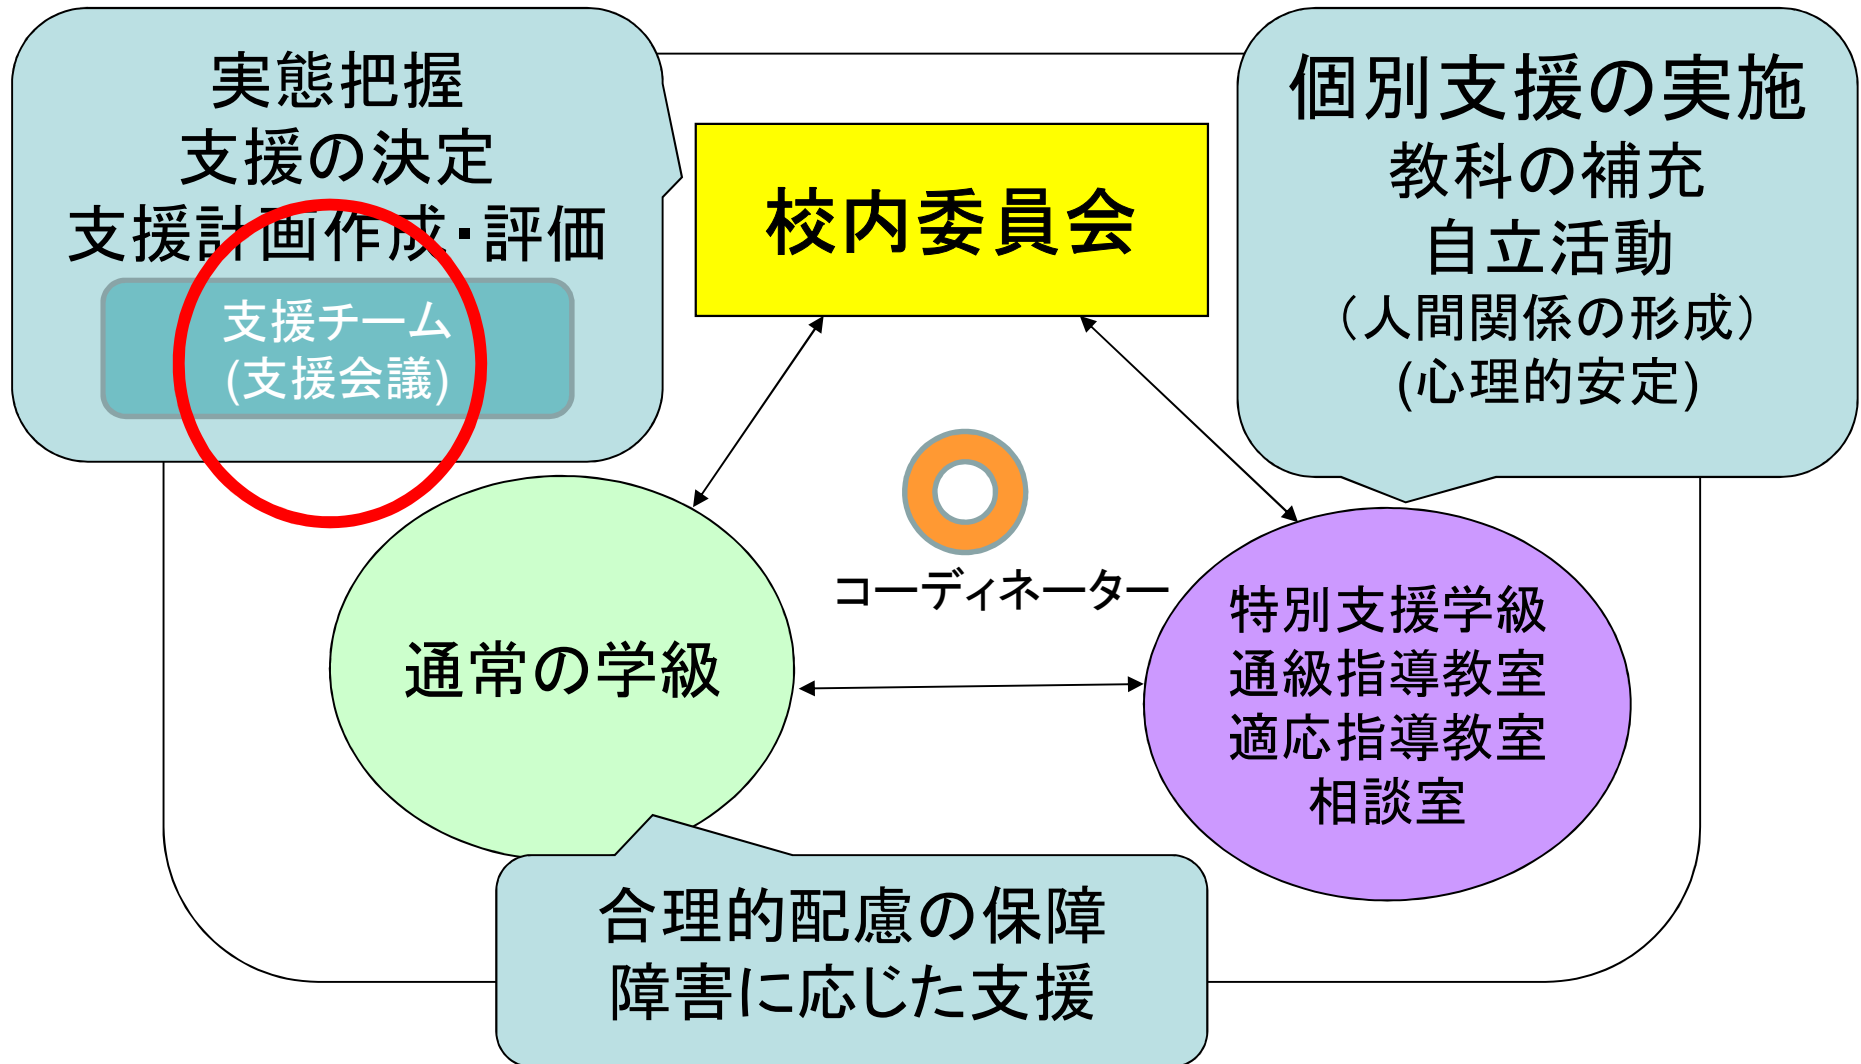 実態把握
支援の決定
支援計画作成・評価
支援チーム
(支援会議)
校内委員会
個別支援の実施
教科の補充
自立活動
（人間関係の形成）
(心理的安定)
コーディネーター
通常の学級
特別支援学級
通級指導教室
適応指導教室
相談室
合理的配慮の保障
障害に応じた支援